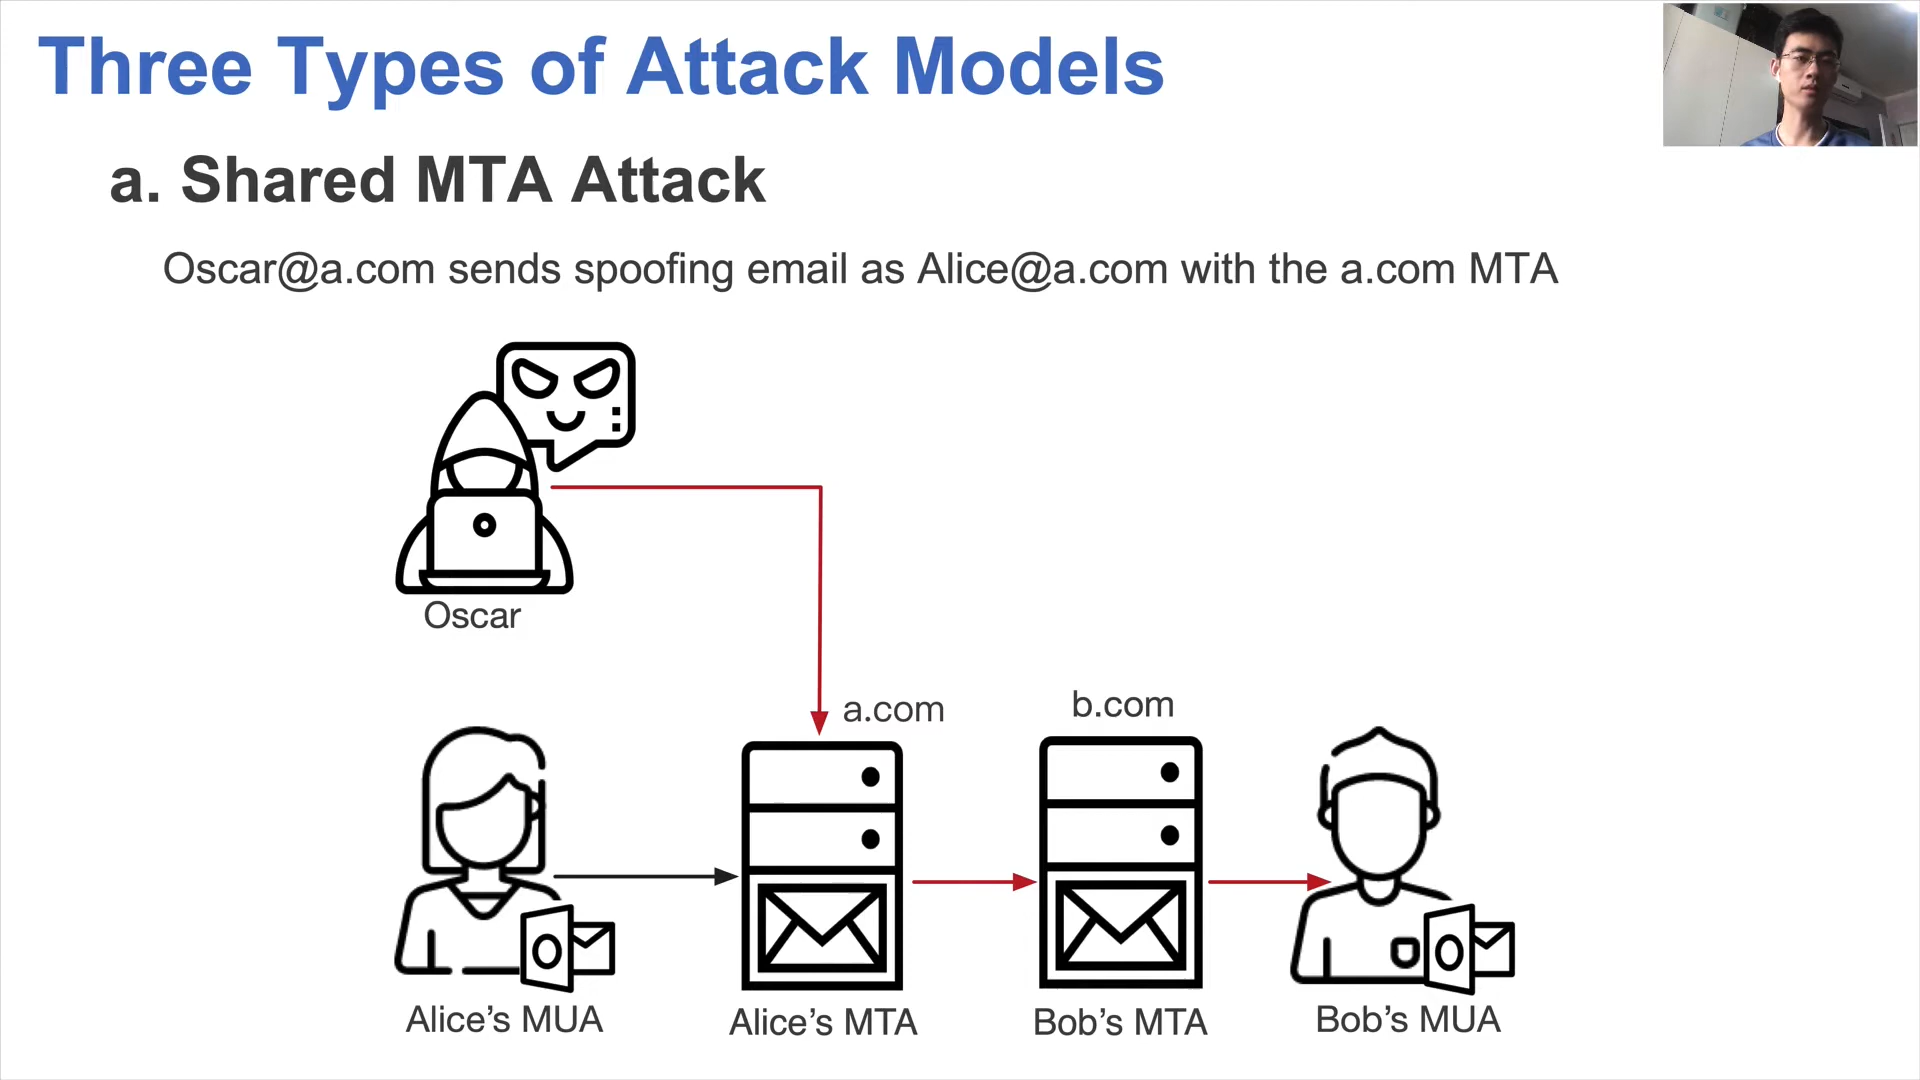 Three Types of Attack Models
a. Shared MTA Attack
Oscar@a.com sends spoofing email as Alice@a.com with the a.com MTA
Oscar
a.com
b.com
Alice’s MUA
Alice’s MTA
Bob’s MTA
Bob’s MUA